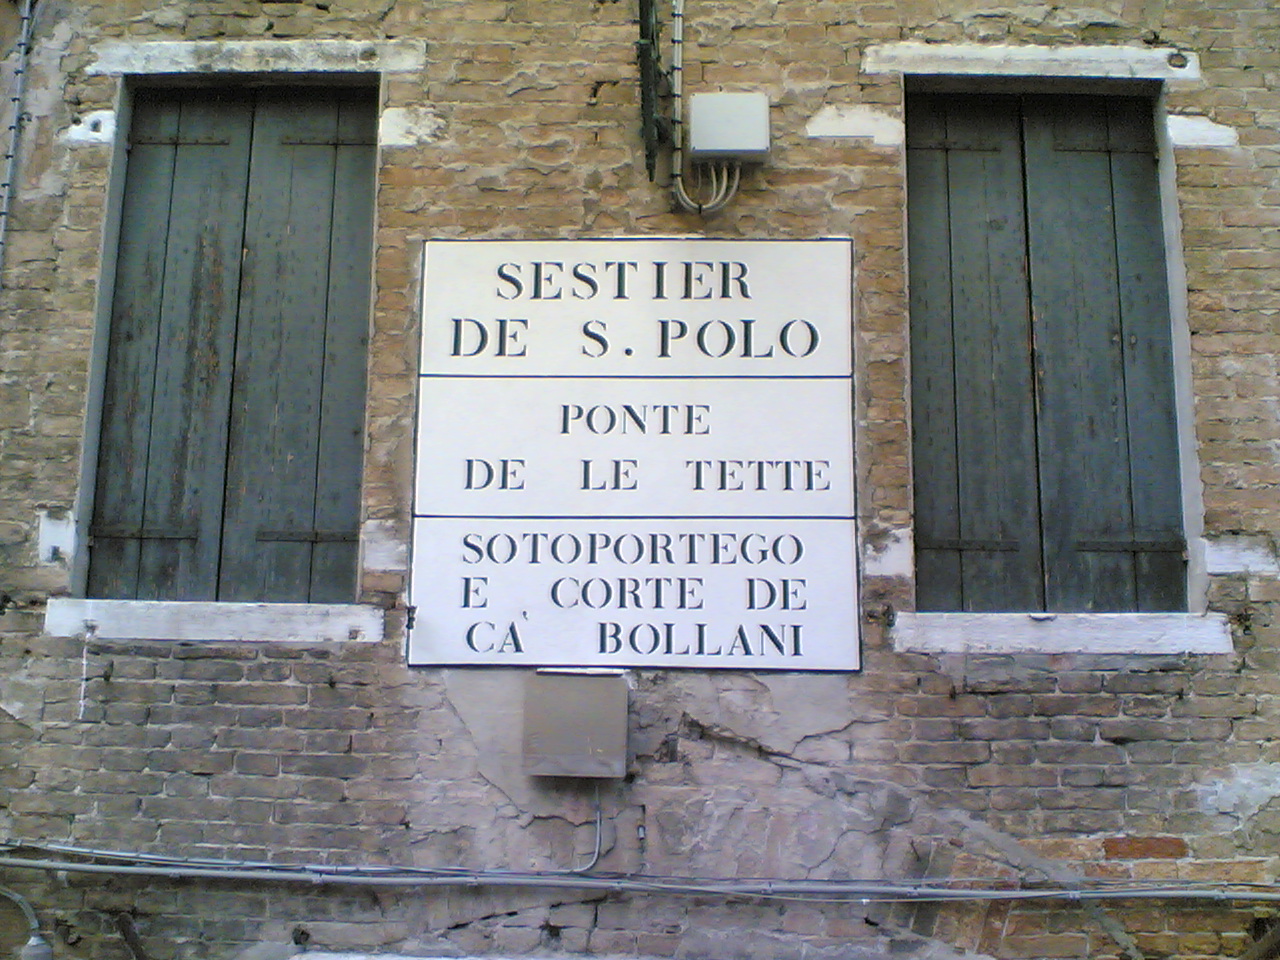 SESTIER
DE S. POLO
PONTE
DE LE TETTE
SOTOPORTEGO
E CORTE DE
CA' BOLLANI